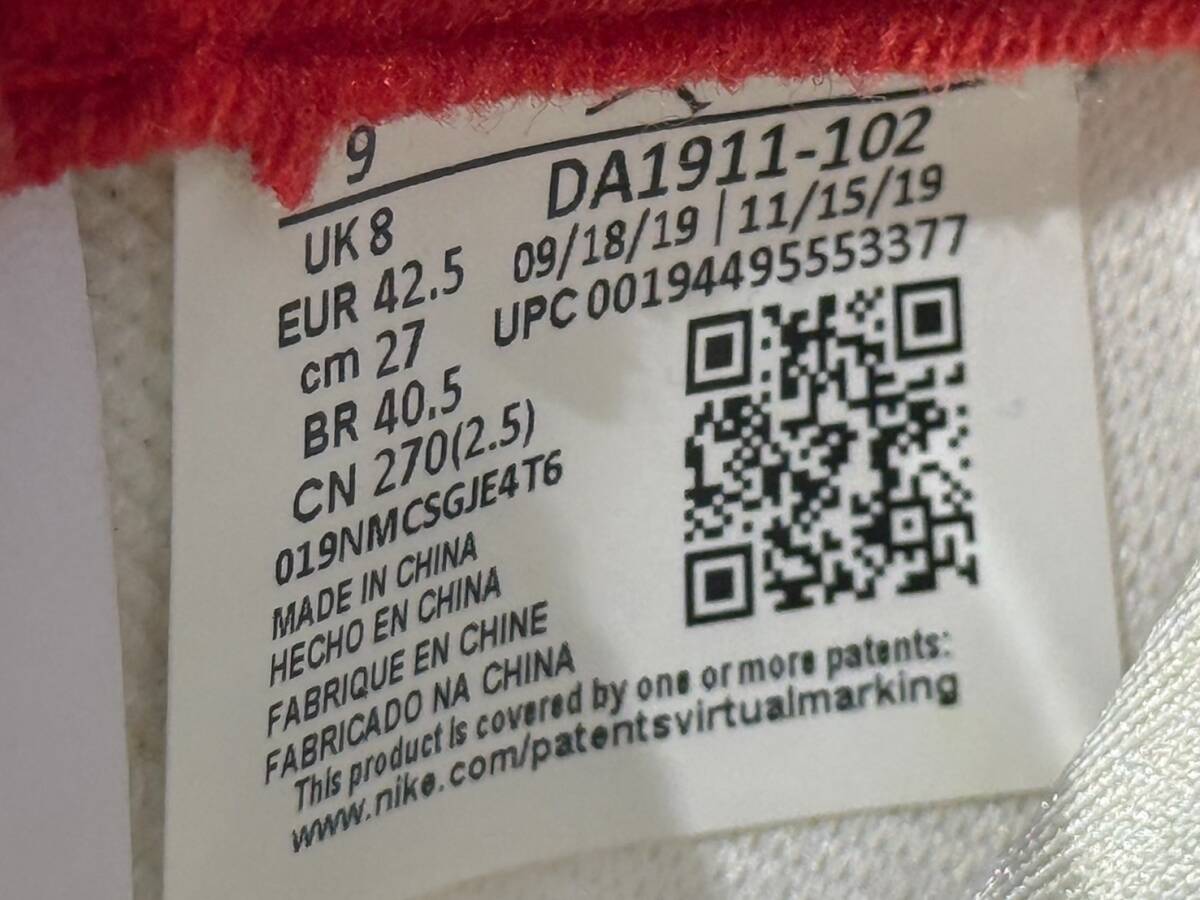 9
DA1911-102
UK 8
09/18/19 | 11/15/19
EUR 42.5
UPC 00194495553377
cm 27
BR 40.5
CN 270(2.5)
019NMCSGJE4T6
MADE IN CHINA
HECHO EN CHINA
FABRIQUE EN CHINE
FABRICADO NA CHINA
This product is covered by one or more patents:
www.nike.com/patentsvirtualmarking